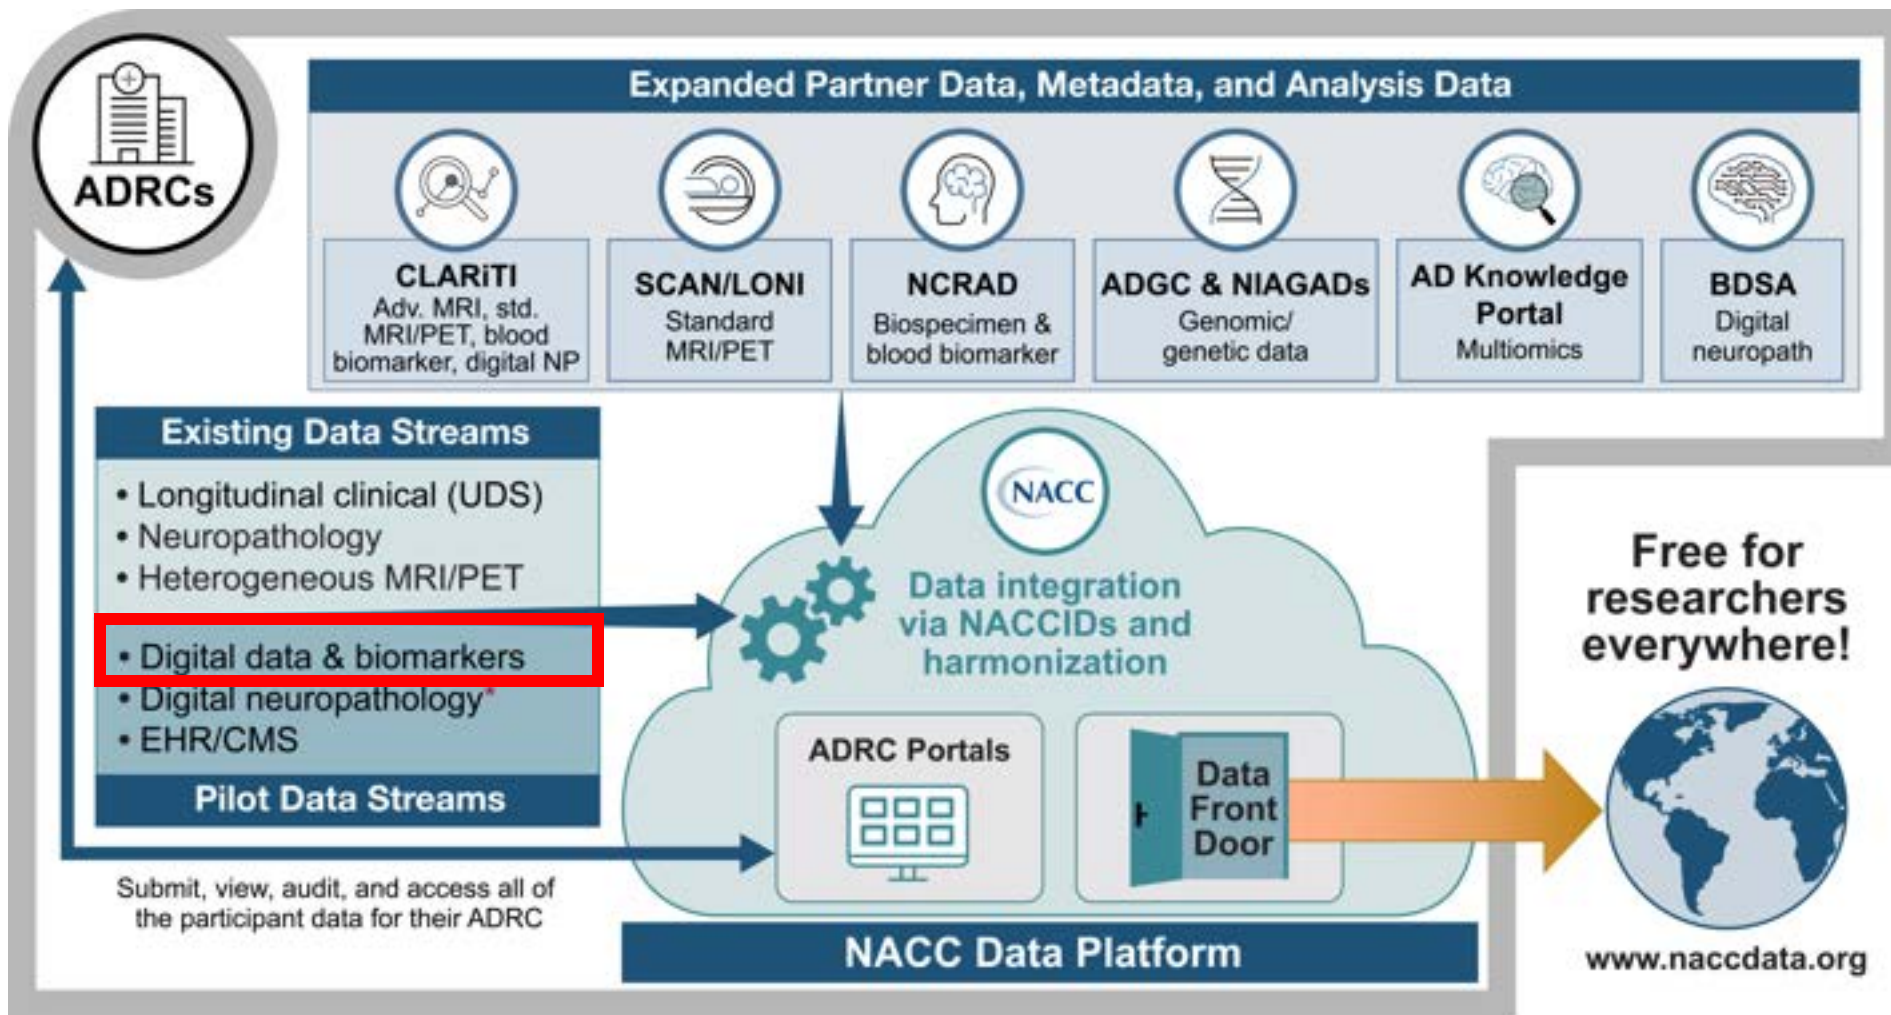 ADRCs
Expanded Partner Data, Metadata, and Analysis Data
CLARiTI
Adv. MRI, std.
MRI/PET, blood
biomarker, digital NP
SCAN/LONI
Standard
MRI/PET
NCRAD
Biospecimen &
blood biomarker
ADGC & NIAGADs
Genomic/
genetic data
AD Knowledge
Portal
Multiomics
BDSA
Digital
neuropath
Existing Data Streams
• Longitudinal clinical (UDS)
• Neuropathology
• Heterogeneous MRI/PET
• Digital data & biomarkers
• Digital neuropathology*
• EHR/CMS
Pilot Data Streams
Submit, view, audit, and access all of
the participant data for their ADRC
NACC
Data integration
via NACCIDs and
harmonization
ADRC Portals
Data
Front
Door
NACC Data Platform
Free for
researchers
everywhere!
www.naccdata.org